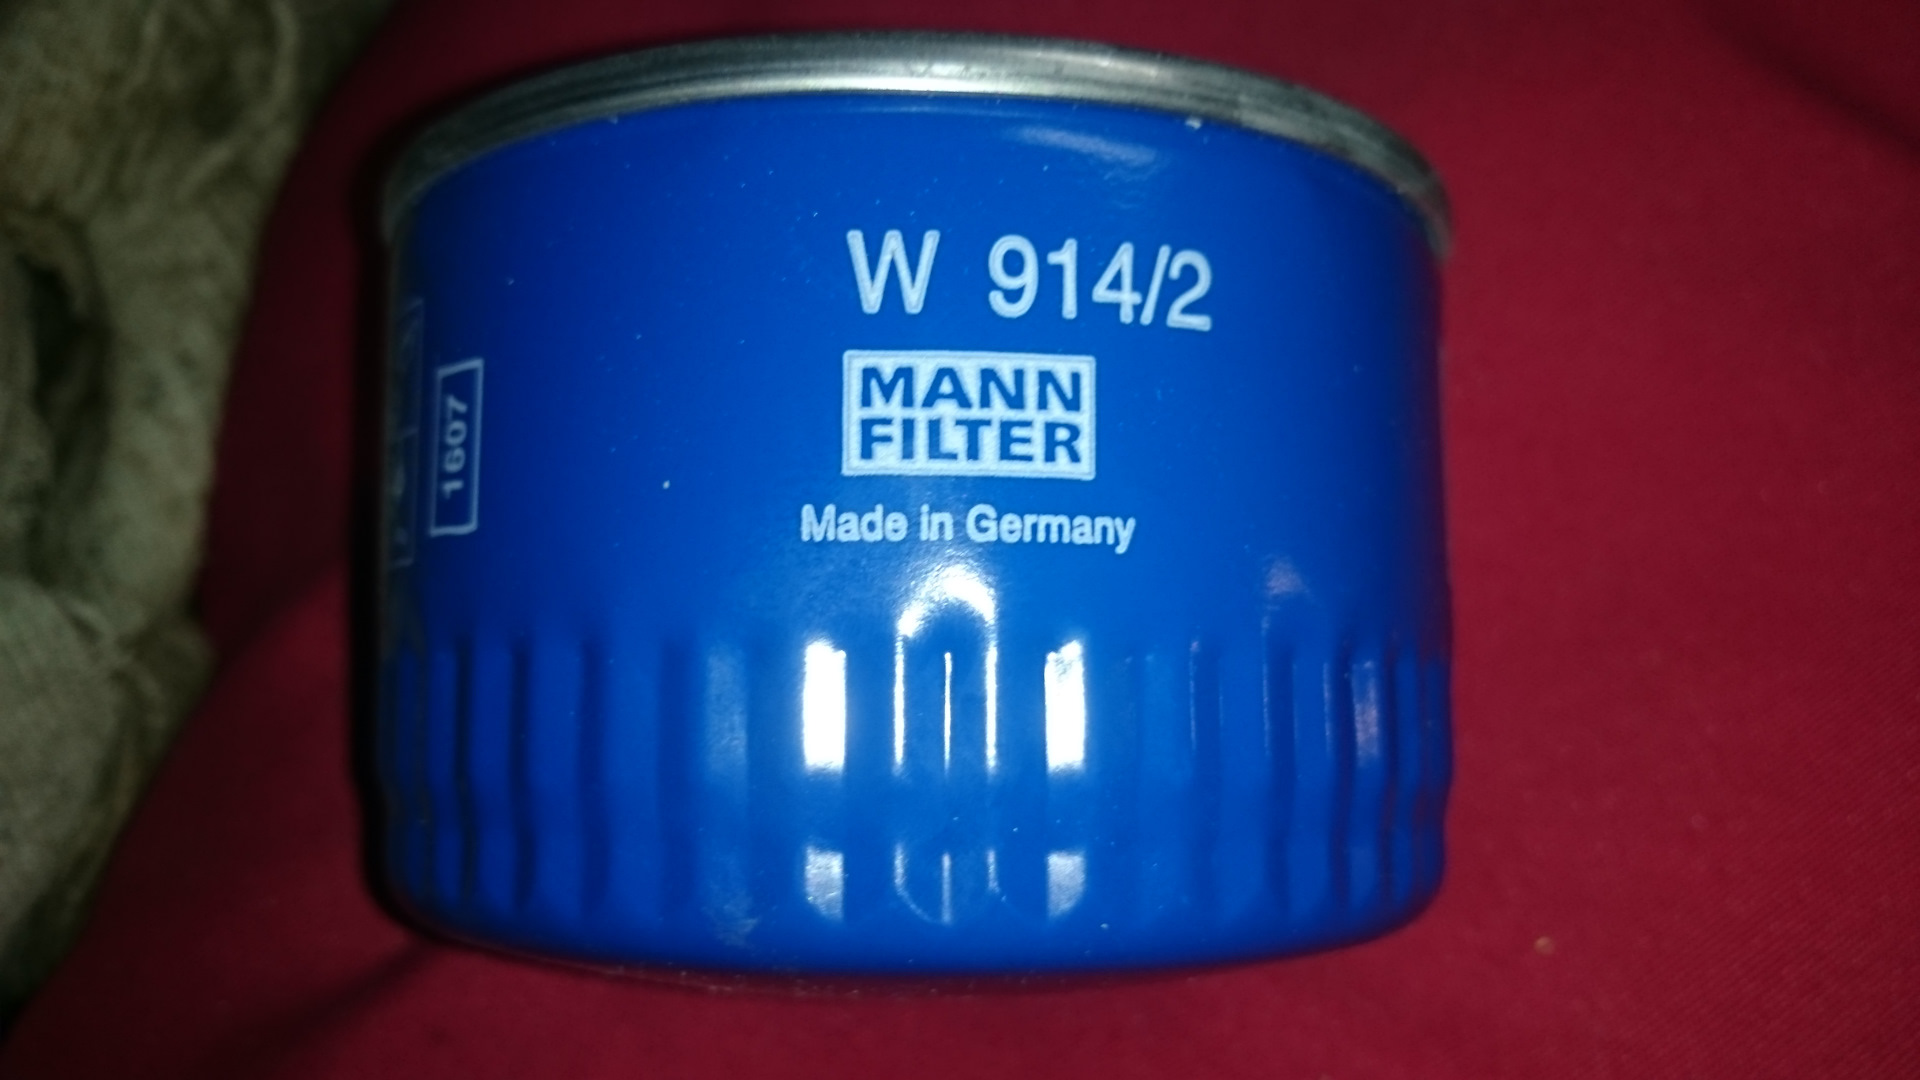 W 914/2
MANN
FILTER
Made in Germany
1607